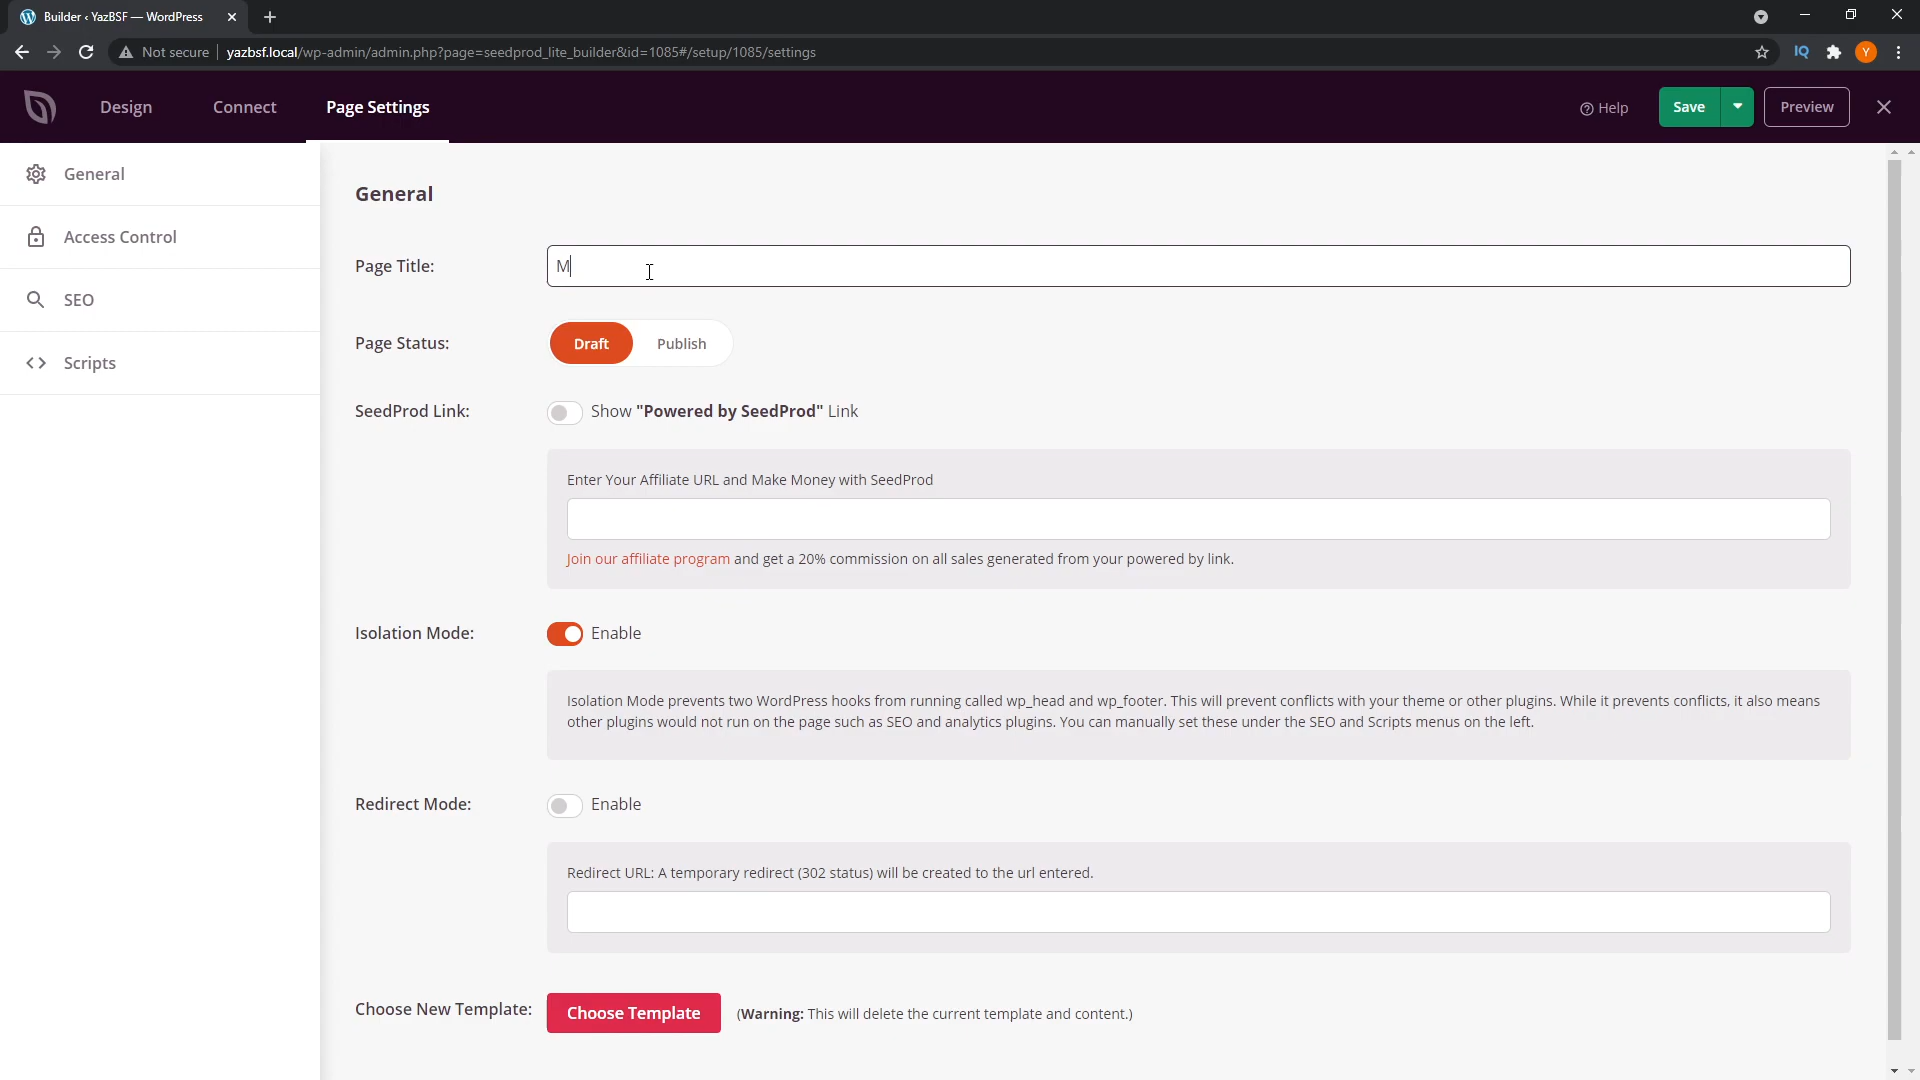 Builder ‹ YazBSF — WordPress
Not secure
yazbsf.local/wp-admin/admin.php?page=seedprod_lite_builder&id=1085#/setup/1085/settings
IQ
Y
Design
Connect
Page Settings
Help
Save
Preview
General
Access Control
SEO
Scripts
General
Page Title:
M
Page Status:
Draft
Publish
SeedProd Link:
Show "Powered by SeedProd" Link
Enter Your Affiliate URL and Make Money with SeedProd
Join our affiliate program and get a 20% commission on all sales generated from your powered by link.
Isolation Mode:
Enable
Isolation Mode prevents two WordPress hooks from running called wp_head and wp_footer. This will prevent conflicts with your theme or other plugins. While it prevents conflicts, it also means
other plugins would not run on the page such as SEO and analytics plugins. You can manually set these under the SEO and Scripts menus on the left.
Redirect Mode:
Enable
Redirect URL: A temporary redirect (302 status) will be created to the url entered.
Choose New Template:
Choose Template
(Warning: This will delete the current template and content.)